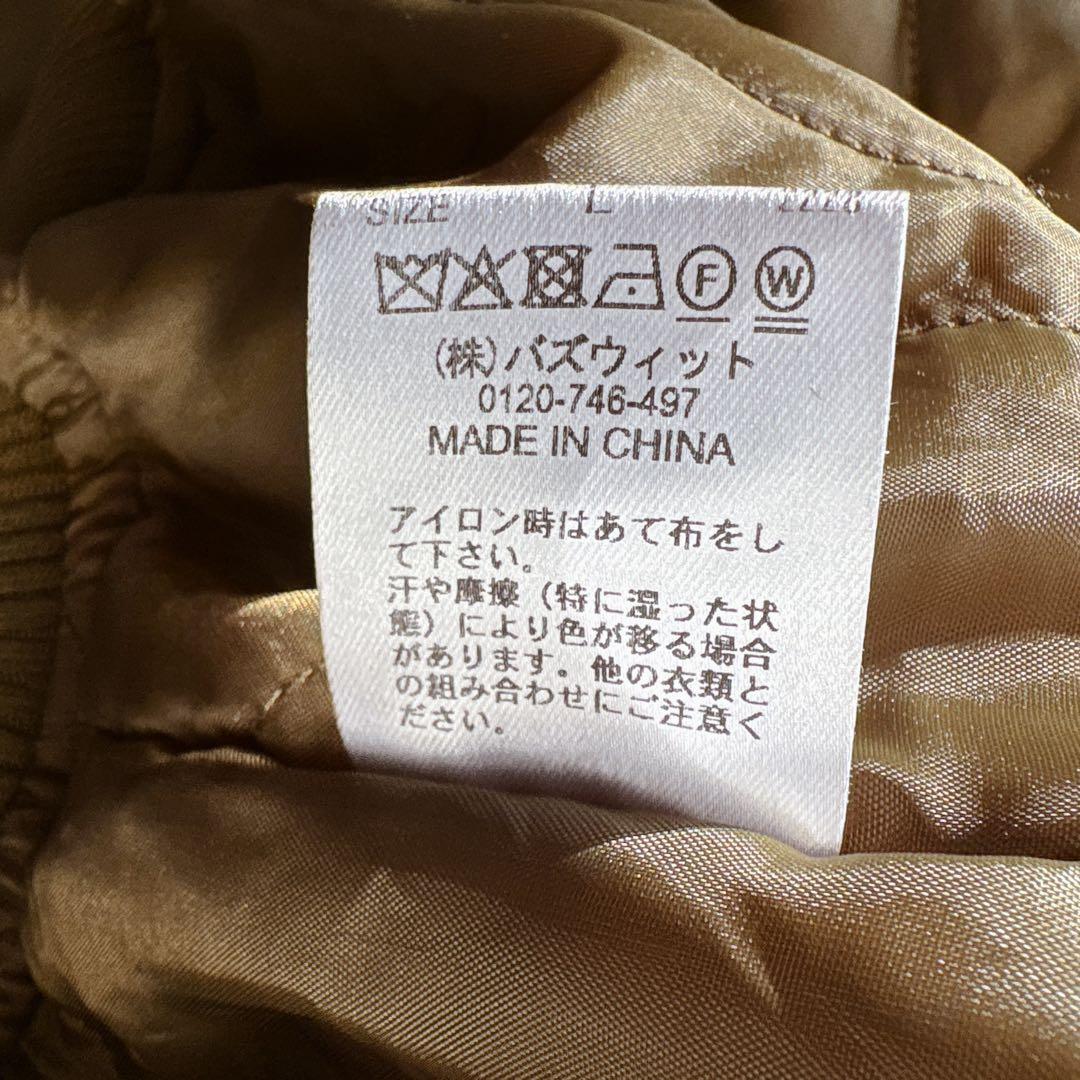 SIZE L
F W
(株)バズウィット
0120-746-497
MADE IN CHINA
アイロン時はあて布をし
て下さい。
汗や摩擦（特に湿った状
態）により色が移る場合
があります。他の衣類と
の組み合わせにご注意く
ださい。